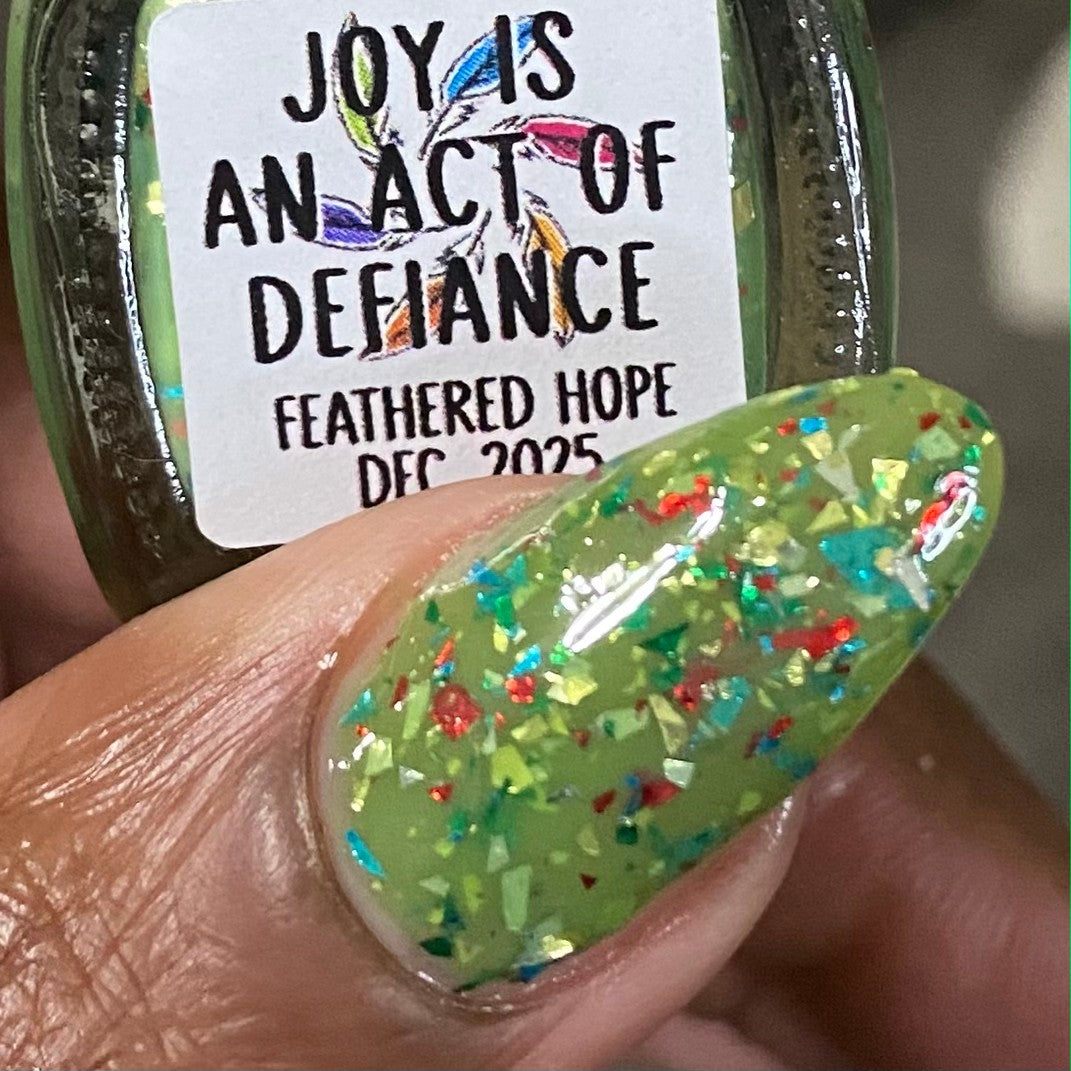 JOY IS
AN ACT OF
DEFIANCE
FEATHERED HOPE
DEC 2025